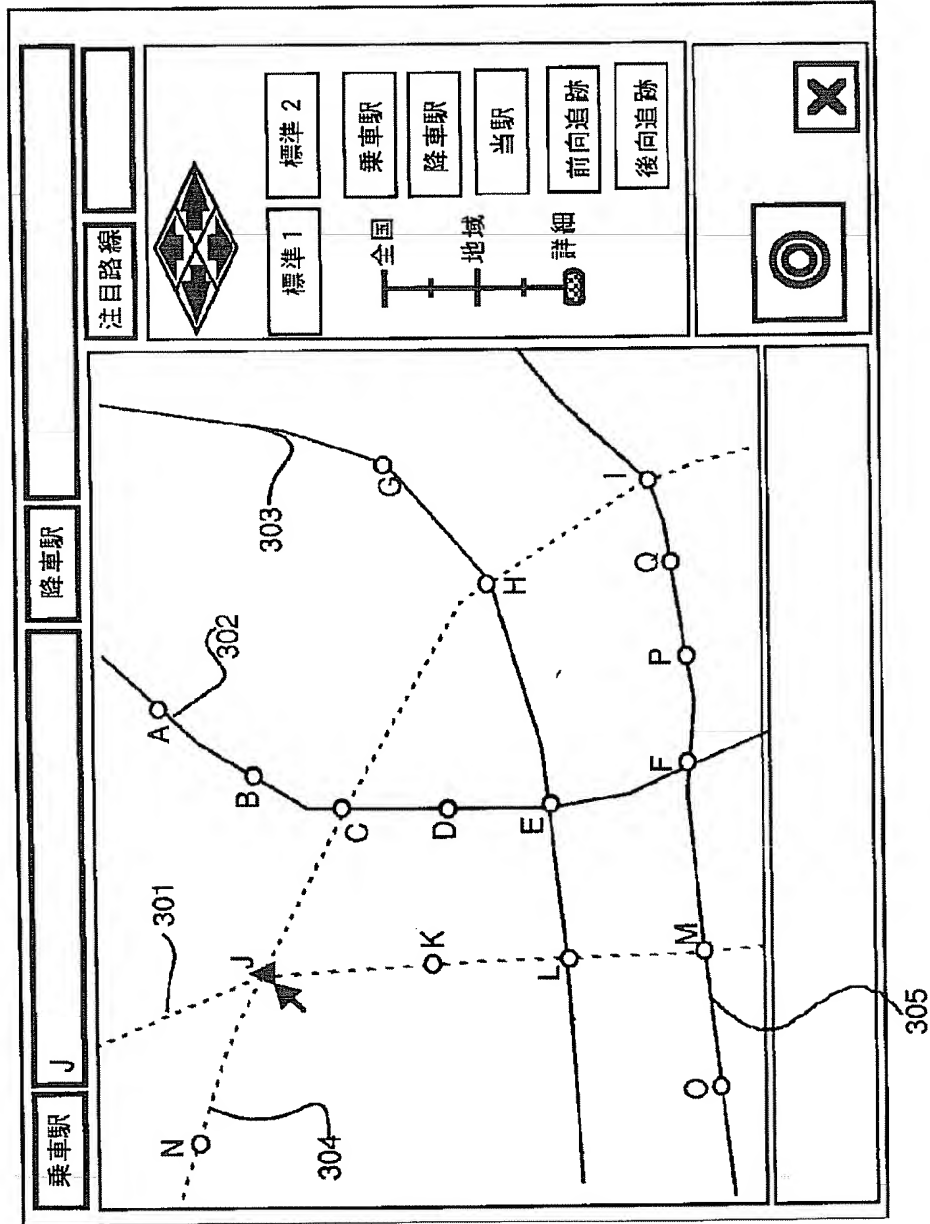 乗車駅
J
降車駅
注目路線
標準1
標準2
全国
地域
詳細
乗車駅
降車駅
当駅
前向追跡
後向追跡
301
302
303
304
305
A
B
C
D
E
F
G
H
I
J
K
L
M
N
O
P
Q